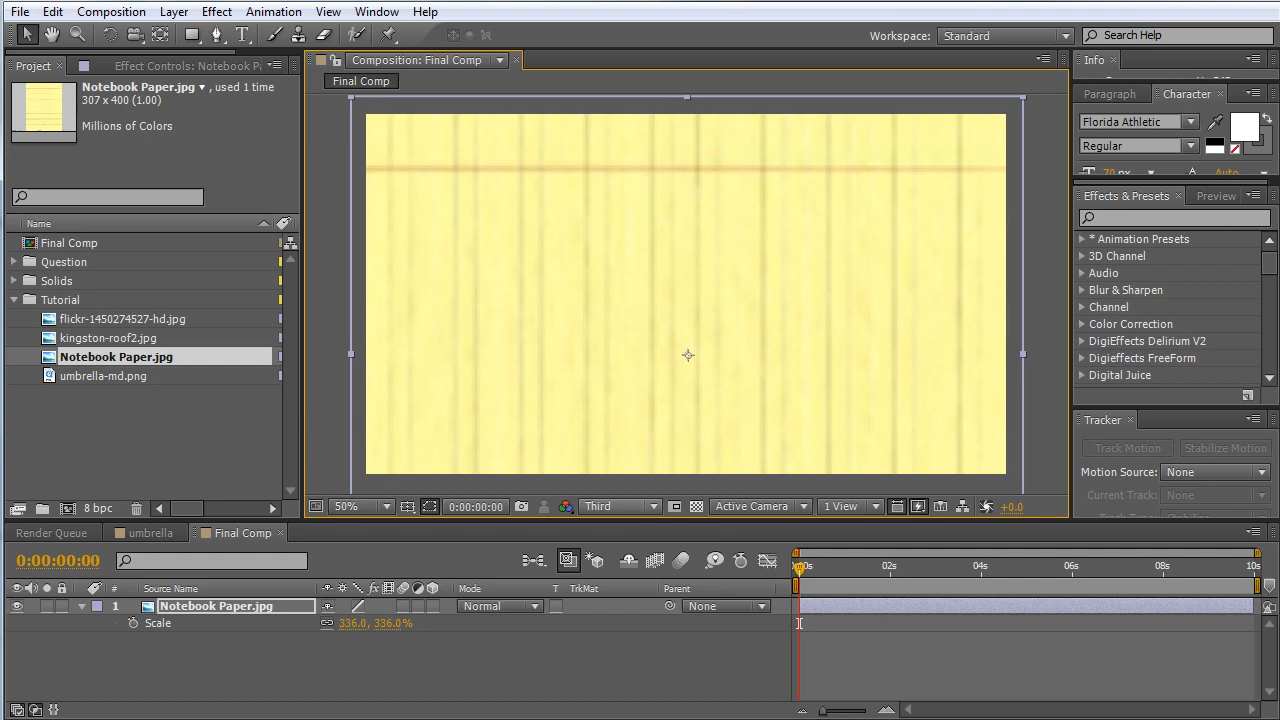 File Edit Composition Layer Effect Animation View Window Help
Workspace: Standard Search Help
Project Effect Controls: Notebook P
Notebook Paper.jpg , used 1 time
307 x 400 (1.00)
Millions of Colors
Name
Final Comp
Question
Solids
Tutorial
flickr-1450274527-hd.jpg
kingston-roof2.jpg
Notebook Paper.jpg
umbrella-md.png
8 bpc
Composition: Final Comp
Final Comp
50% 0:00:00:00 Third Active Camera 1 View +0.0
Info
Paragraph Character
Florida Athletic
Regular
70 px Auto
Effects & Presets Preview
* Animation Presets
3D Channel
Audio
Blur & Sharpen
Channel
Color Correction
DigiEffects Delirium V2
Digieffects FreeForm
Digital Juice
Tracker
Track Motion Stabilize Motion
Motion Source: None
Current Track: None
Render Queue umbrella Final Comp
0:00:00:00
# Source Name Mode T TrkMat Parent
1 Notebook Paper.jpg Normal None
Scale 336.0, 336.0%
02s 04s 06s 08s 10s